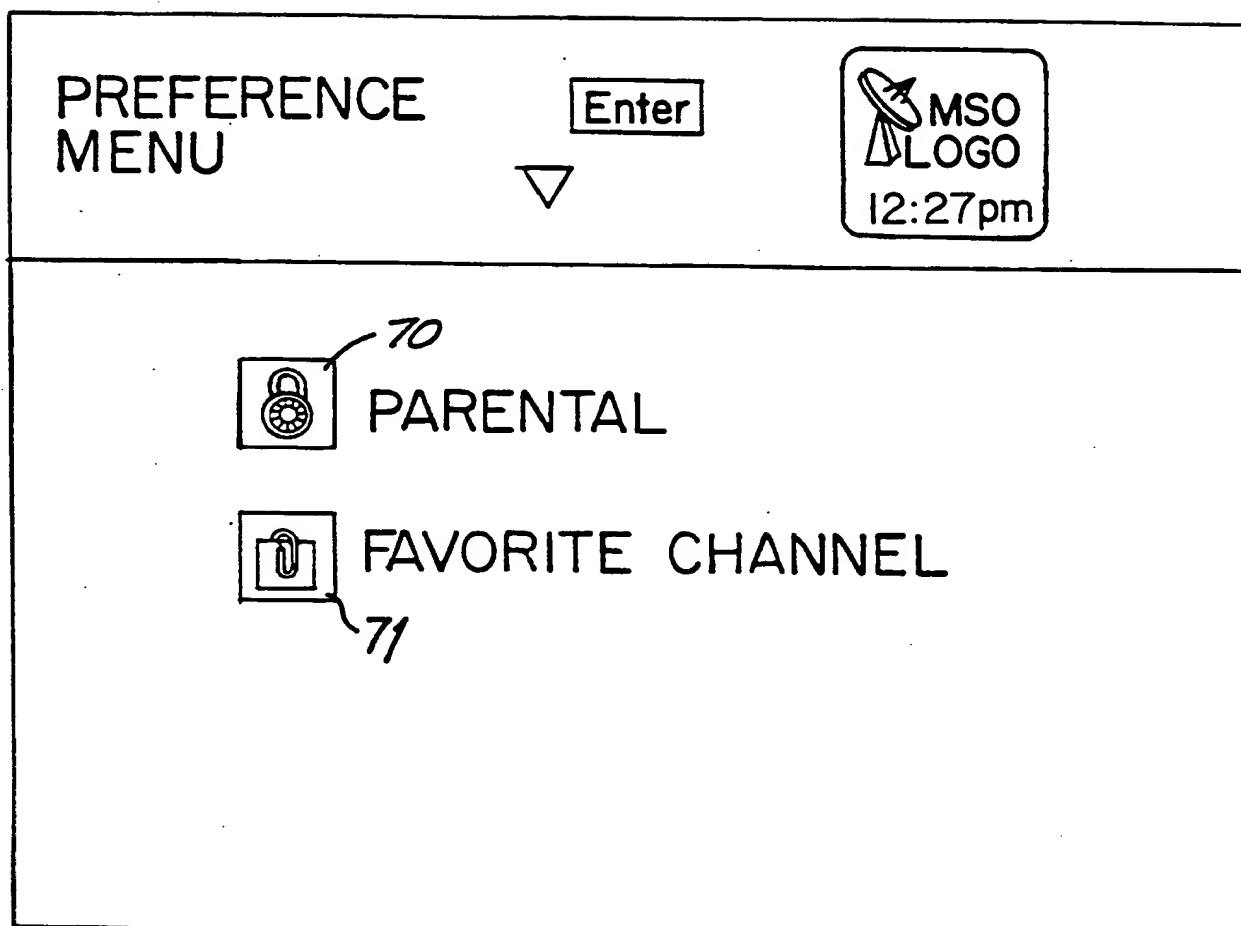 PREFERENCE
MENU
Enter
MSO
LOGO
12:27pm
70
PARENTAL
FAVORITE CHANNEL
71